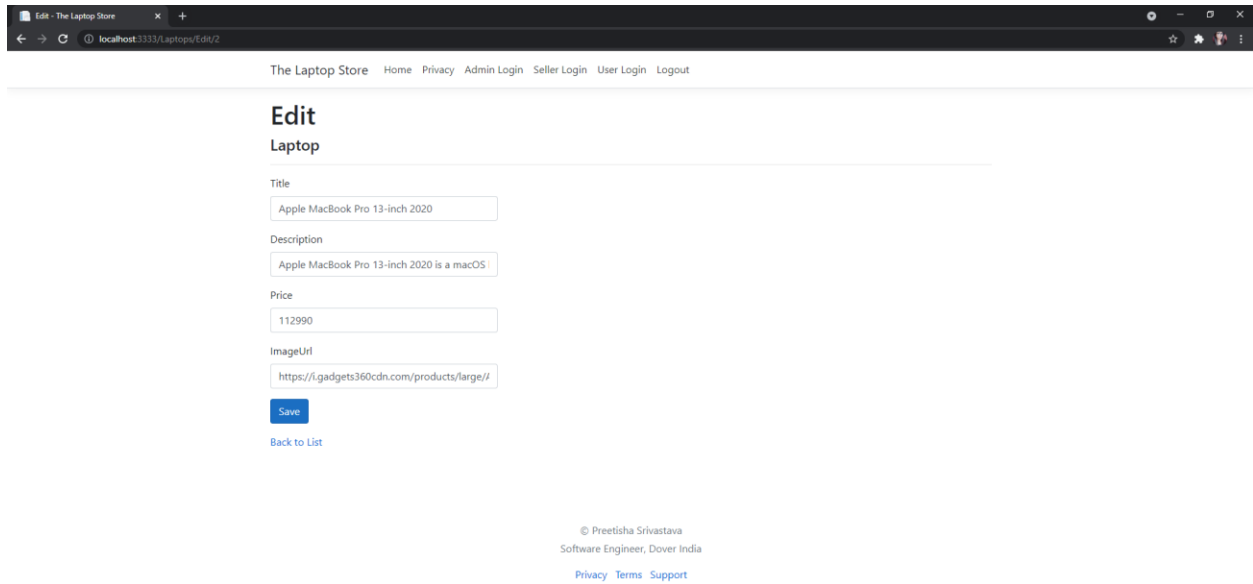 Edit - The Laptop Store
localhost:3333/Laptops/Edit/2
The Laptop Store Home Privacy Admin Login Seller Login User Login Logout
Edit
Laptop
Title
Apple MacBook Pro 13-inch 2020
Description
Apple MacBook Pro 13-inch 2020 is a macOS
Price
112990
ImageUrl
https://i.gadgets360cdn.com/products/large//
Save
Back to List
© Preetisha Srivastava
Software Engineer, Dover India
Privacy Terms Support